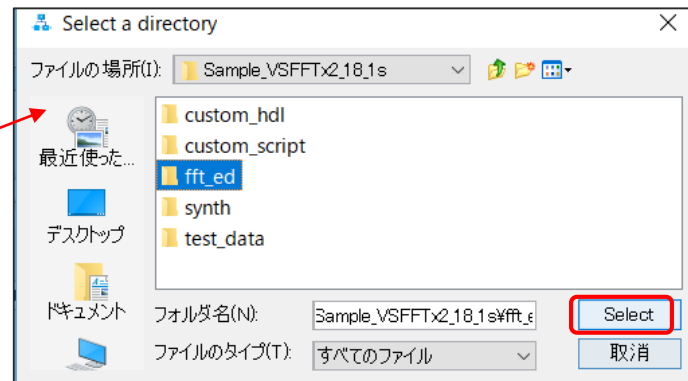 Select a directory
ファイルの場所(I): Sample_VSFFTx2_18_1s
最近使った...
デスクトップ
ドキュメント
custom_hdl
custom_script
fft_ed
synth
test_data
フォルダ名(N): Sample_VSFFTx2_18_1s¥fft_e Select
ファイルのタイプ(T): すべてのファイル 取消